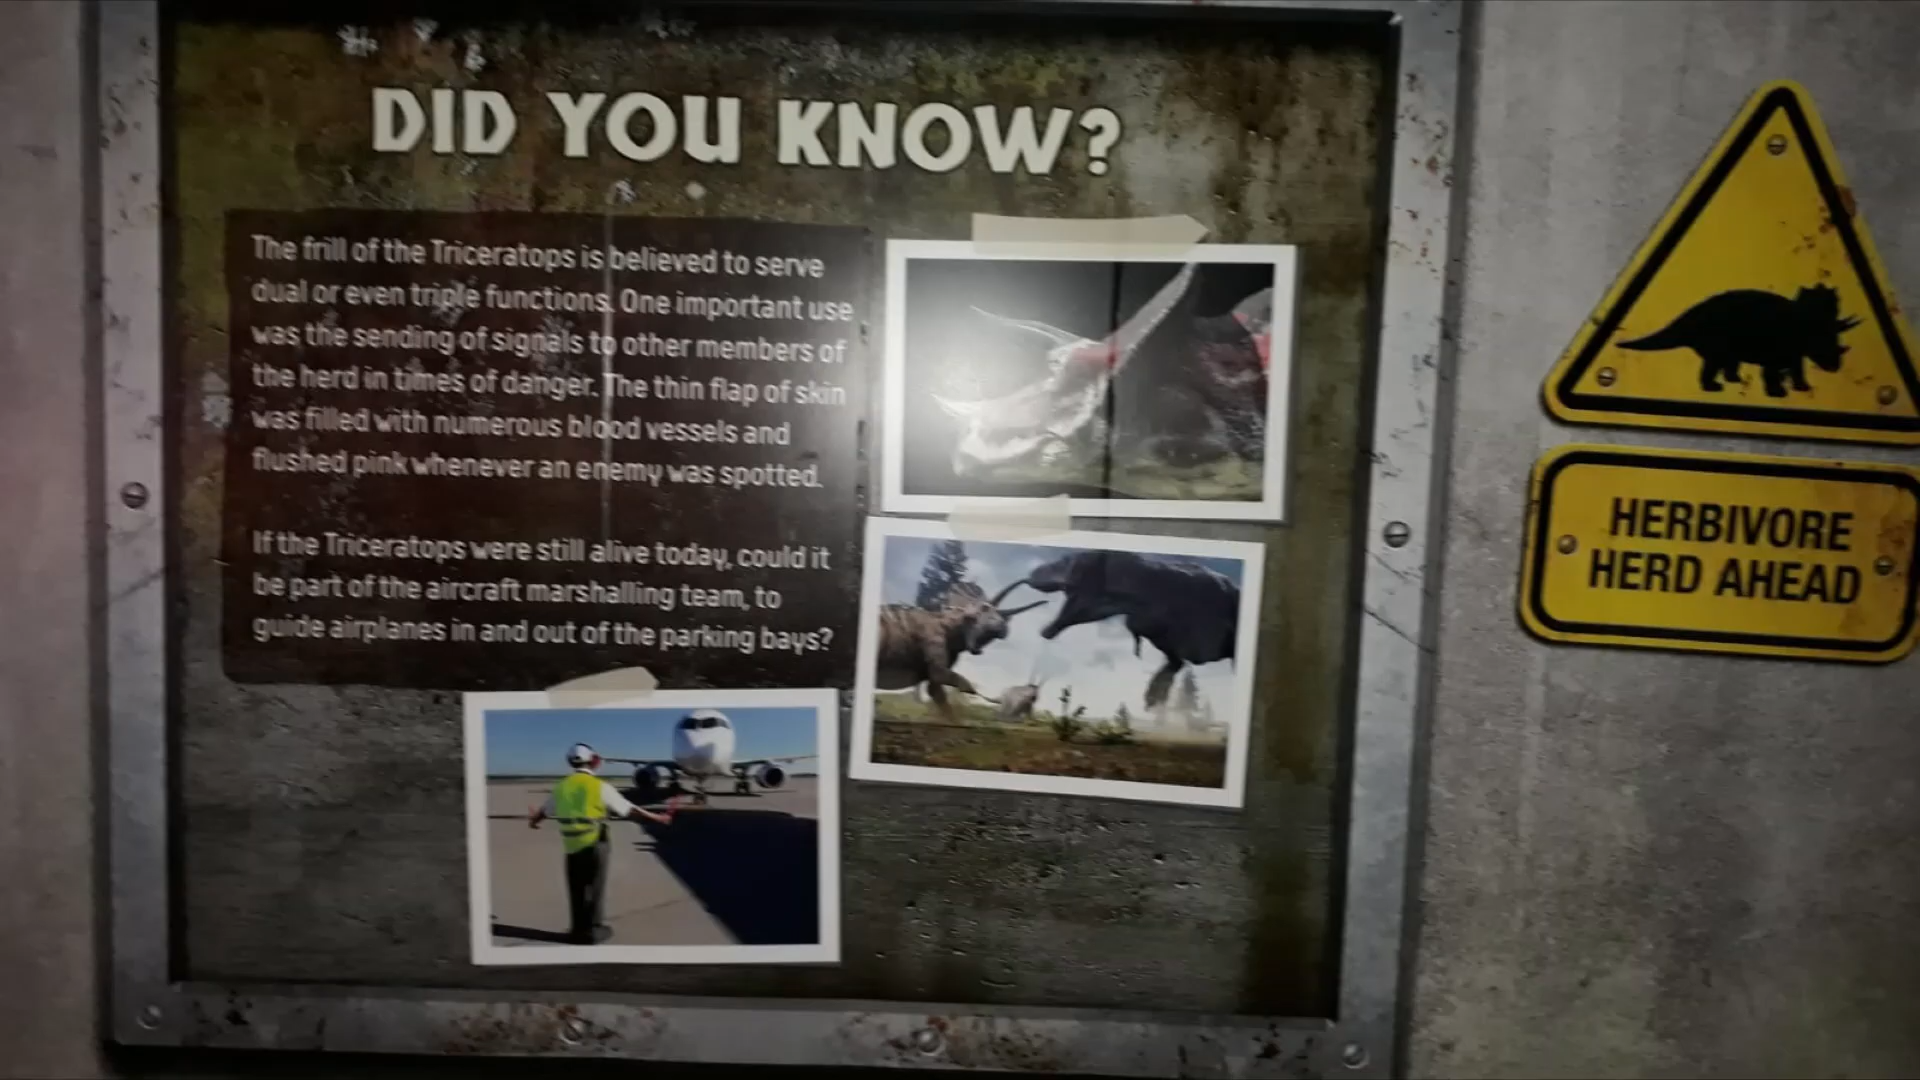 DID YOU KNOW?
The frill of the Triceratops is believed to serve
dual or even triple functions. One important use
was the sending of signals to other members of
the herd in times of danger. The thin flap of skin
was filled with numerous blood vessels and
flushed pink whenever an enemy was spotted.
If the Triceratops were still alive today, could it
be part of the aircraft marshalling team, to
guide airplanes in and out of the parking bays?
HERBIVORE
HERD AHEAD